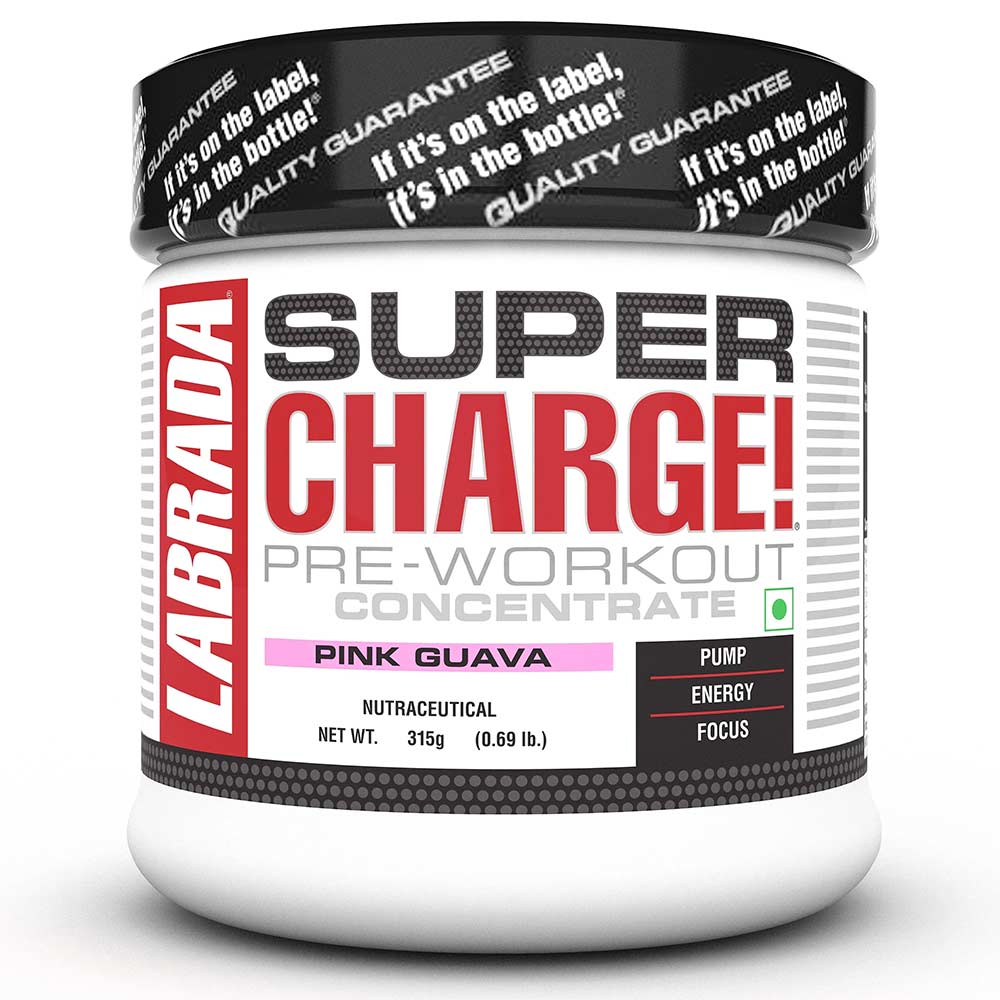 If it's on the label,
it's in the bottle!®
QUALITY GUARANTEE
If it's on the label,
it's in the bottle!®
QUALITY GUARANTEE
If it's on the label,
it's in the bottle!®
QUALITY GUARANTEE
LABRADA®
SUPER
CHARGE!®
PRE-WORKOUT
CONCENTRATE
PINK GUAVA
PUMP
ENERGY
FOCUS
NUTRACEUTICAL
NET WT. 315g (0.69 lb.)